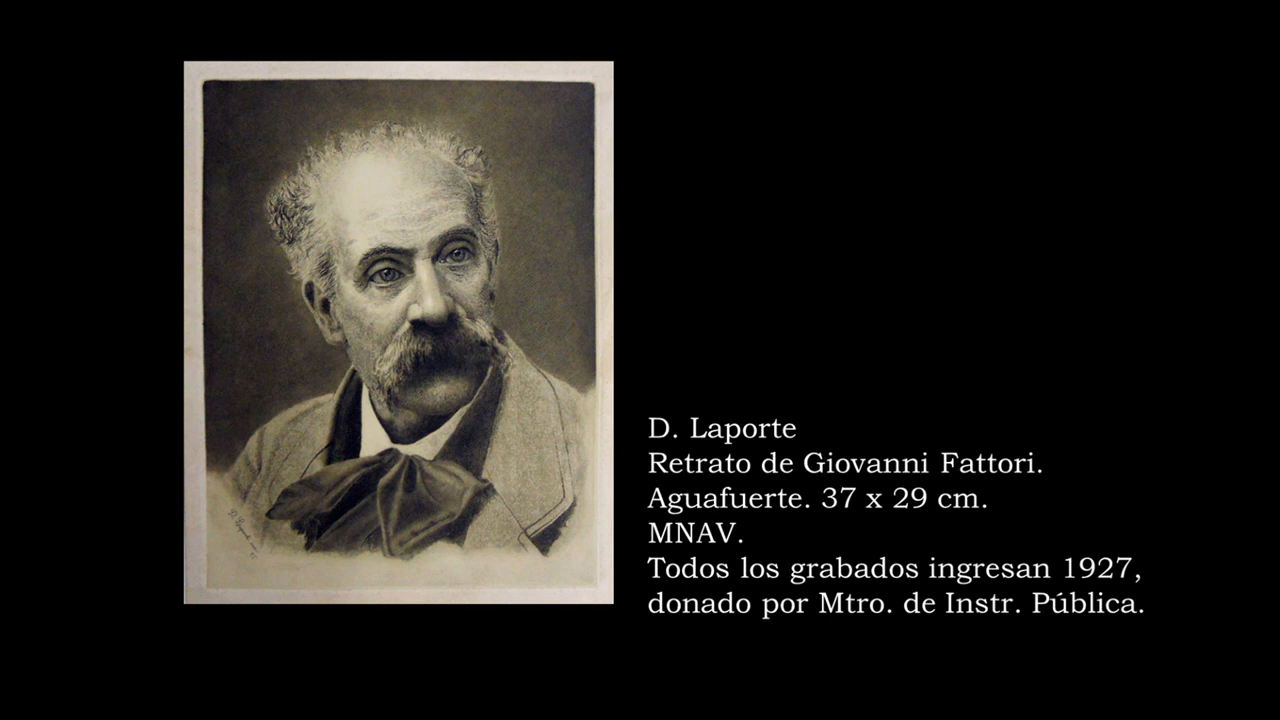 D. Laporte
Retrato de Giovanni Fattori.
Aguafuerte. 37 x 29 cm.
MNAV.
Todos los grabados ingresan 1927,
donado por Mtro. de Instr. Pública.